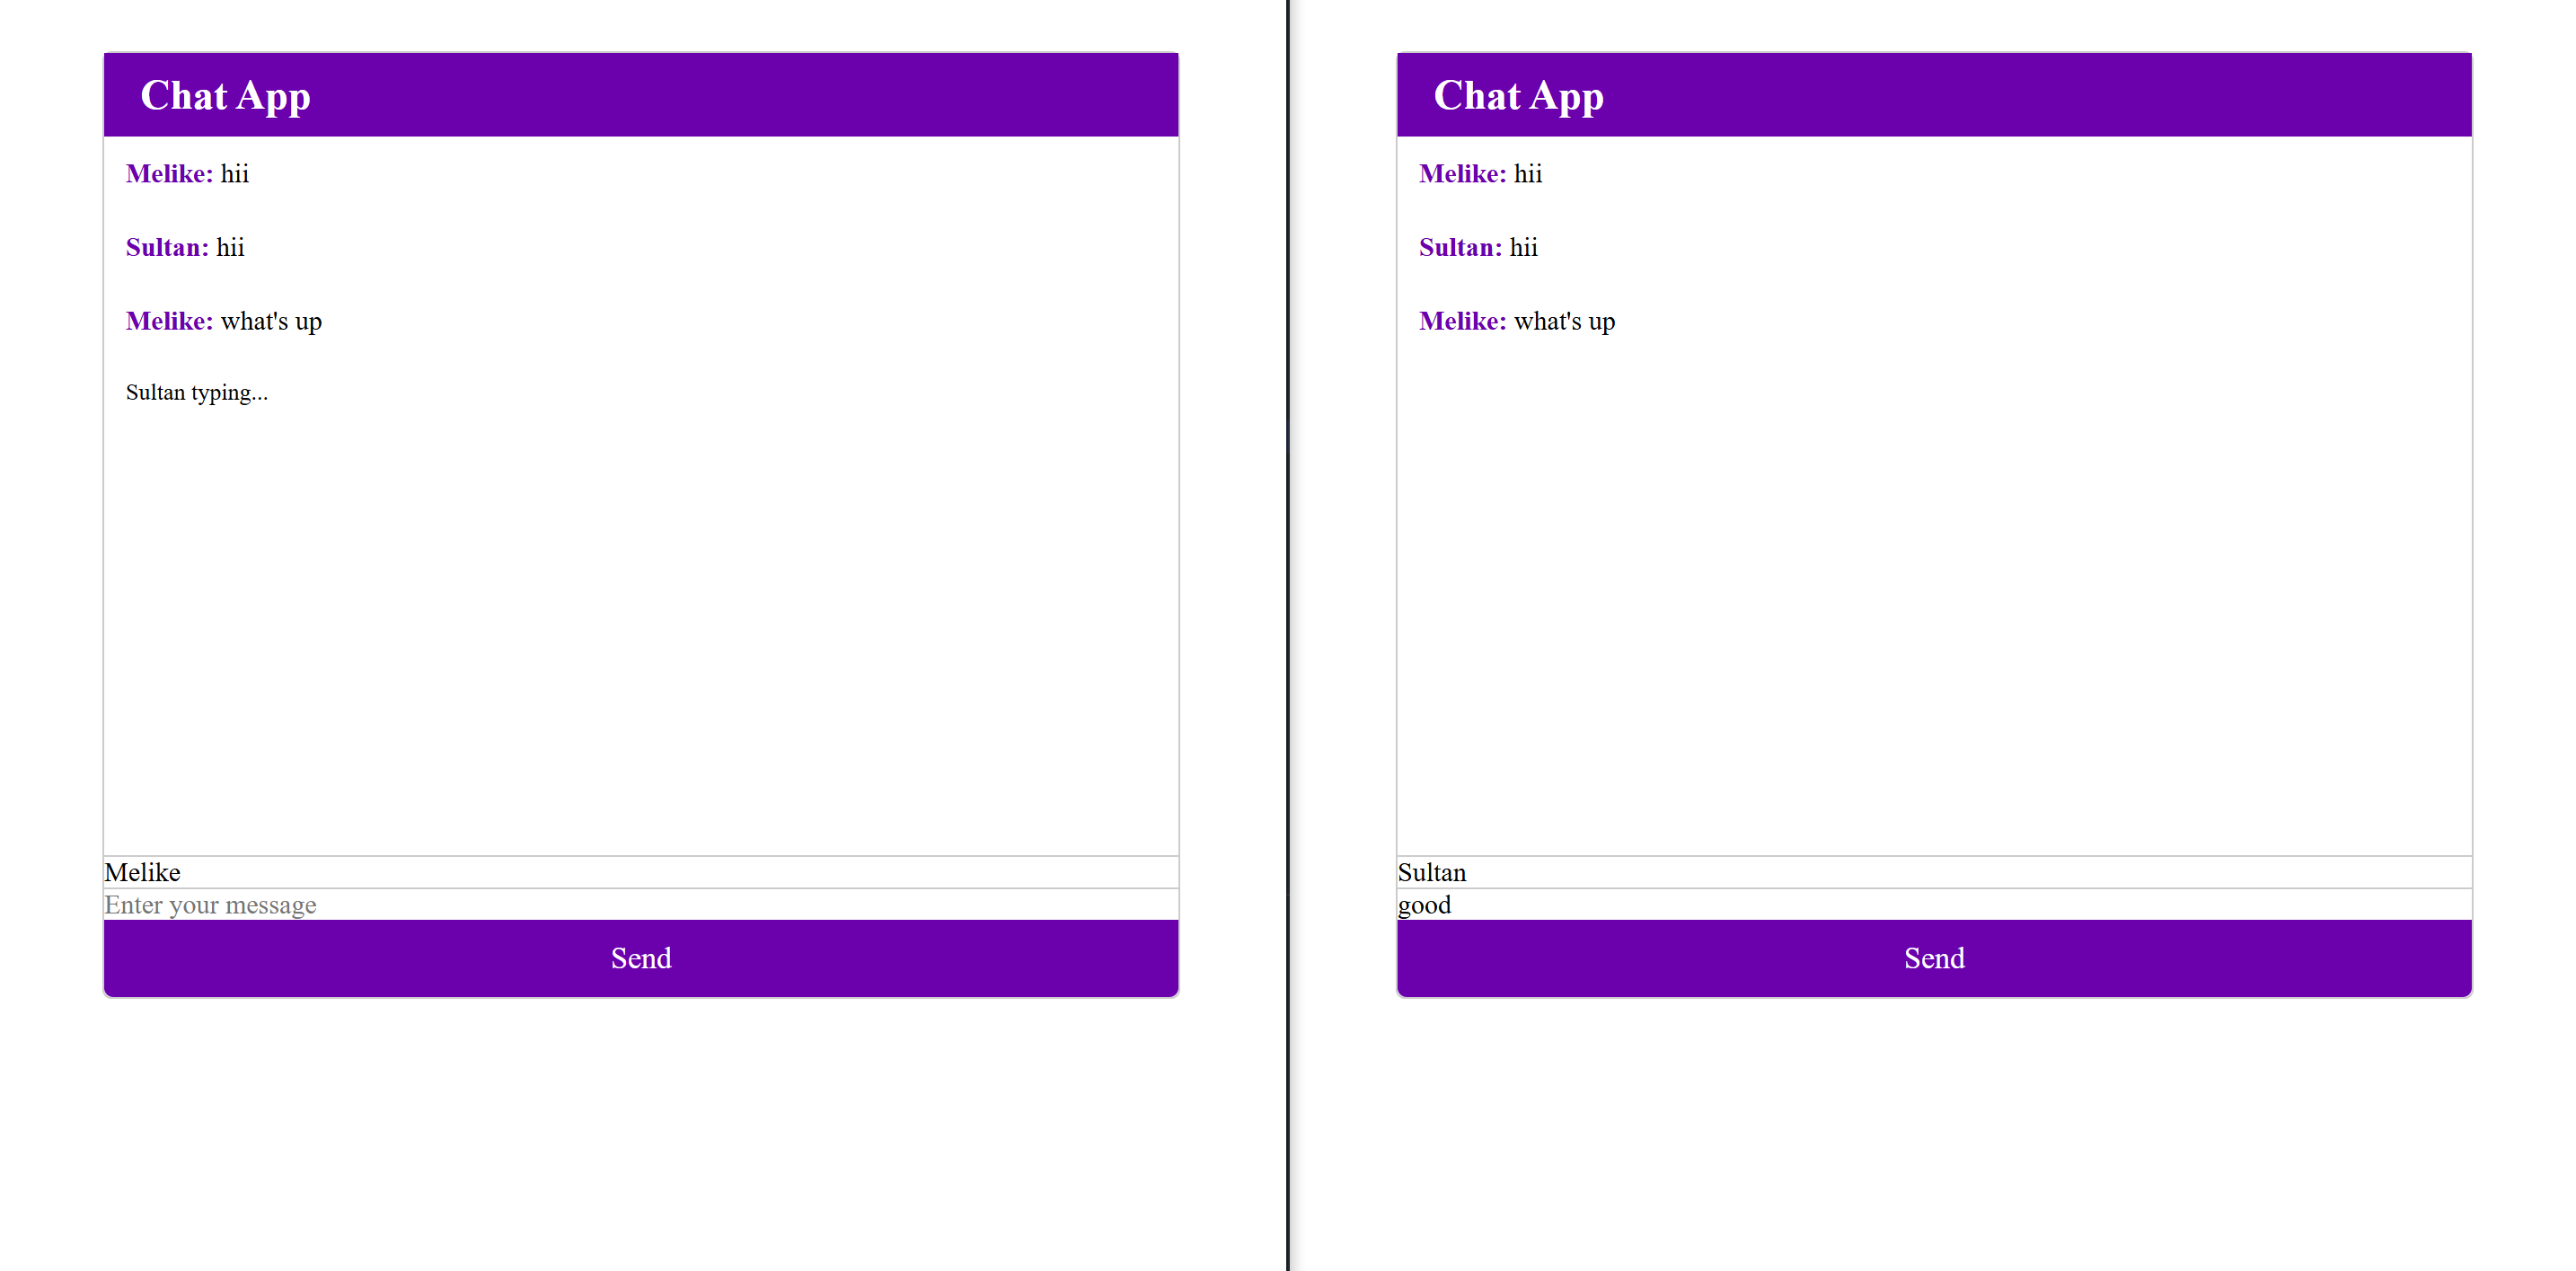 Chat App
Melike: hii
Sultan: hii
Melike: what's up
Sultan typing...
Melike
Enter your message
Send
Chat App
Melike: hii
Sultan: hii
Melike: what's up
Sultan
good
Send